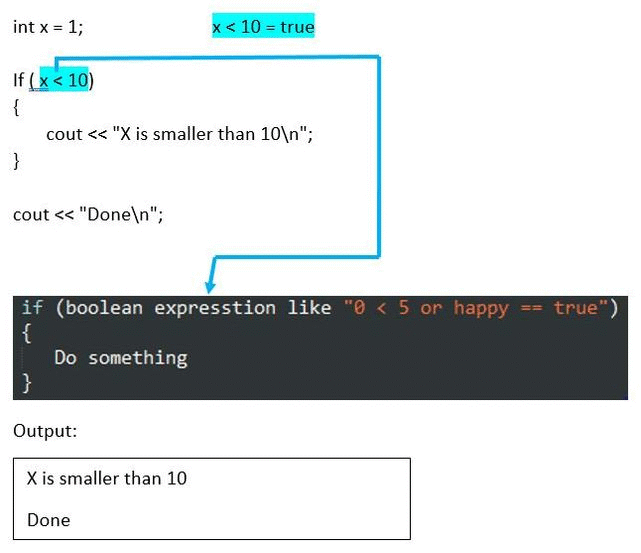 int x = 1; x < 10 = true
If ( x < 10)
{
cout << "X is smaller than 10\n";
}
cout << "Done\n";
if (boolean expresstion like "0 < 5 or happy == true")
{
Do something
}
Output:
X is smaller than 10
Done